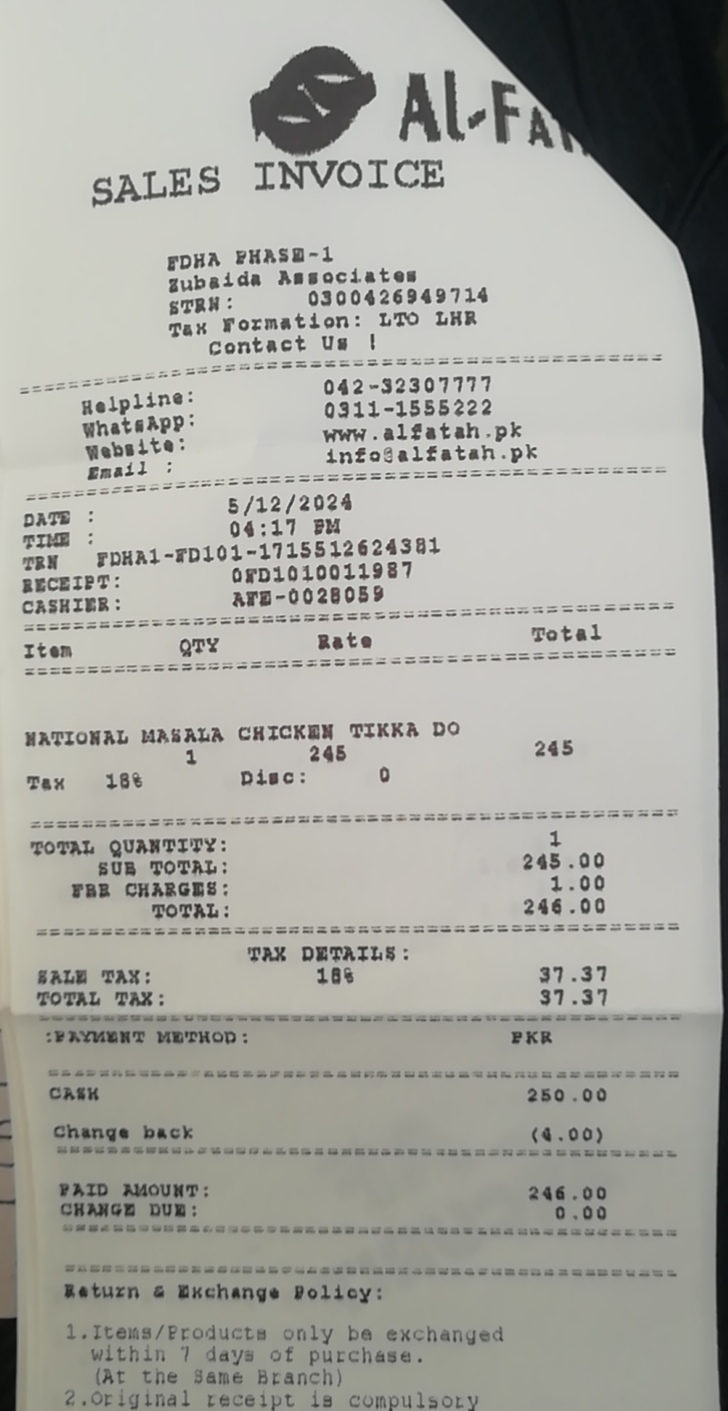 Al-Fat
SALES INVOICE
FDHA PHASE-1
Zubaida Associates
STRN: 0300426949714
Tax Formation: LTO LHR
Contact Us !
Helpline: 042-32307777
WhatsApp: 0311-1555222
Website: www.alfatah.pk
Email : info@alfatah.pk
DATE : 5/12/2024
TIME : 04:17 PM
TRN FDHA1-FD101-1715512624381
RECEIPT: 0FD1010011987
CASHIER: AFE-0028059
Item QTY Rate Total
NATIONAL MASALA CHICKEN TIKKA DO
1 245 245
Tax 18% Disc: 0
TOTAL QUANTITY: 1
SUB TOTAL: 245.00
FBR CHARGES: 1.00
TOTAL: 246.00
TAX DETAILS:
SALE TAX: 18% 37.37
TOTAL TAX: 37.37
:PAYMENT METHOD: PKR
CASH 250.00
Change back (4.00)
PAID AMOUNT: 246.00
CHANGE DUE: 0.00
Return & Exchange Policy:
1.Items/Products only be exchanged
within 7 days of purchase.
(At the Same Branch)
2.Original receipt is compulsory